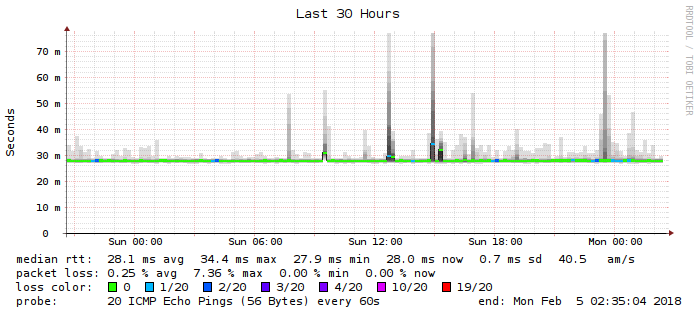 Last 30 Hours
RRDTOOL / TOBI OETIKER
Seconds
70 m
60 m
50 m
40 m
30 m
20 m
10 m
0
Sun 00:00 Sun 06:00 Sun 12:00 Sun 18:00 Mon 00:00
median rtt: 28.1 ms avg 34.4 ms max 27.9 ms min 28.0 ms now 0.7 ms sd 40.5 am/s
packet loss: 0.25 % avg 7.36 % max 0.00 % min 0.00 % now
loss color: 0 1/20 2/20 3/20 4/20 10/20 19/20
probe: 20 ICMP Echo Pings (56 Bytes) every 60s end: Mon Feb 5 02:35:04 2018